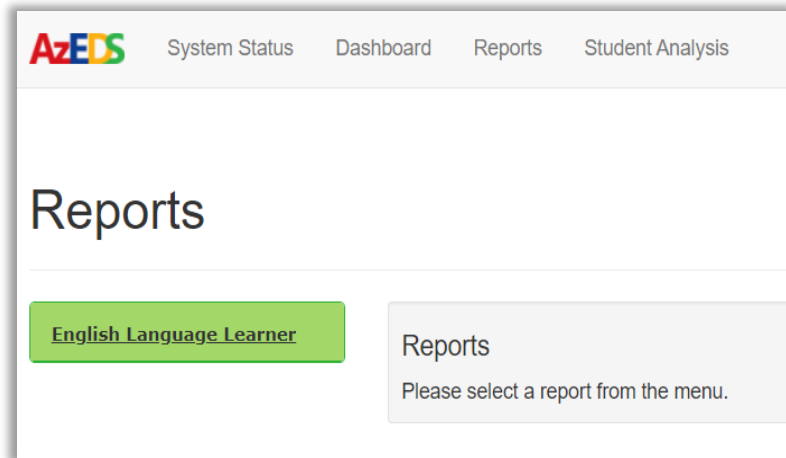 AzEDS System Status Dashboard Reports Student Analysis
Reports
English Language Learner
Reports
Please select a report from the menu.